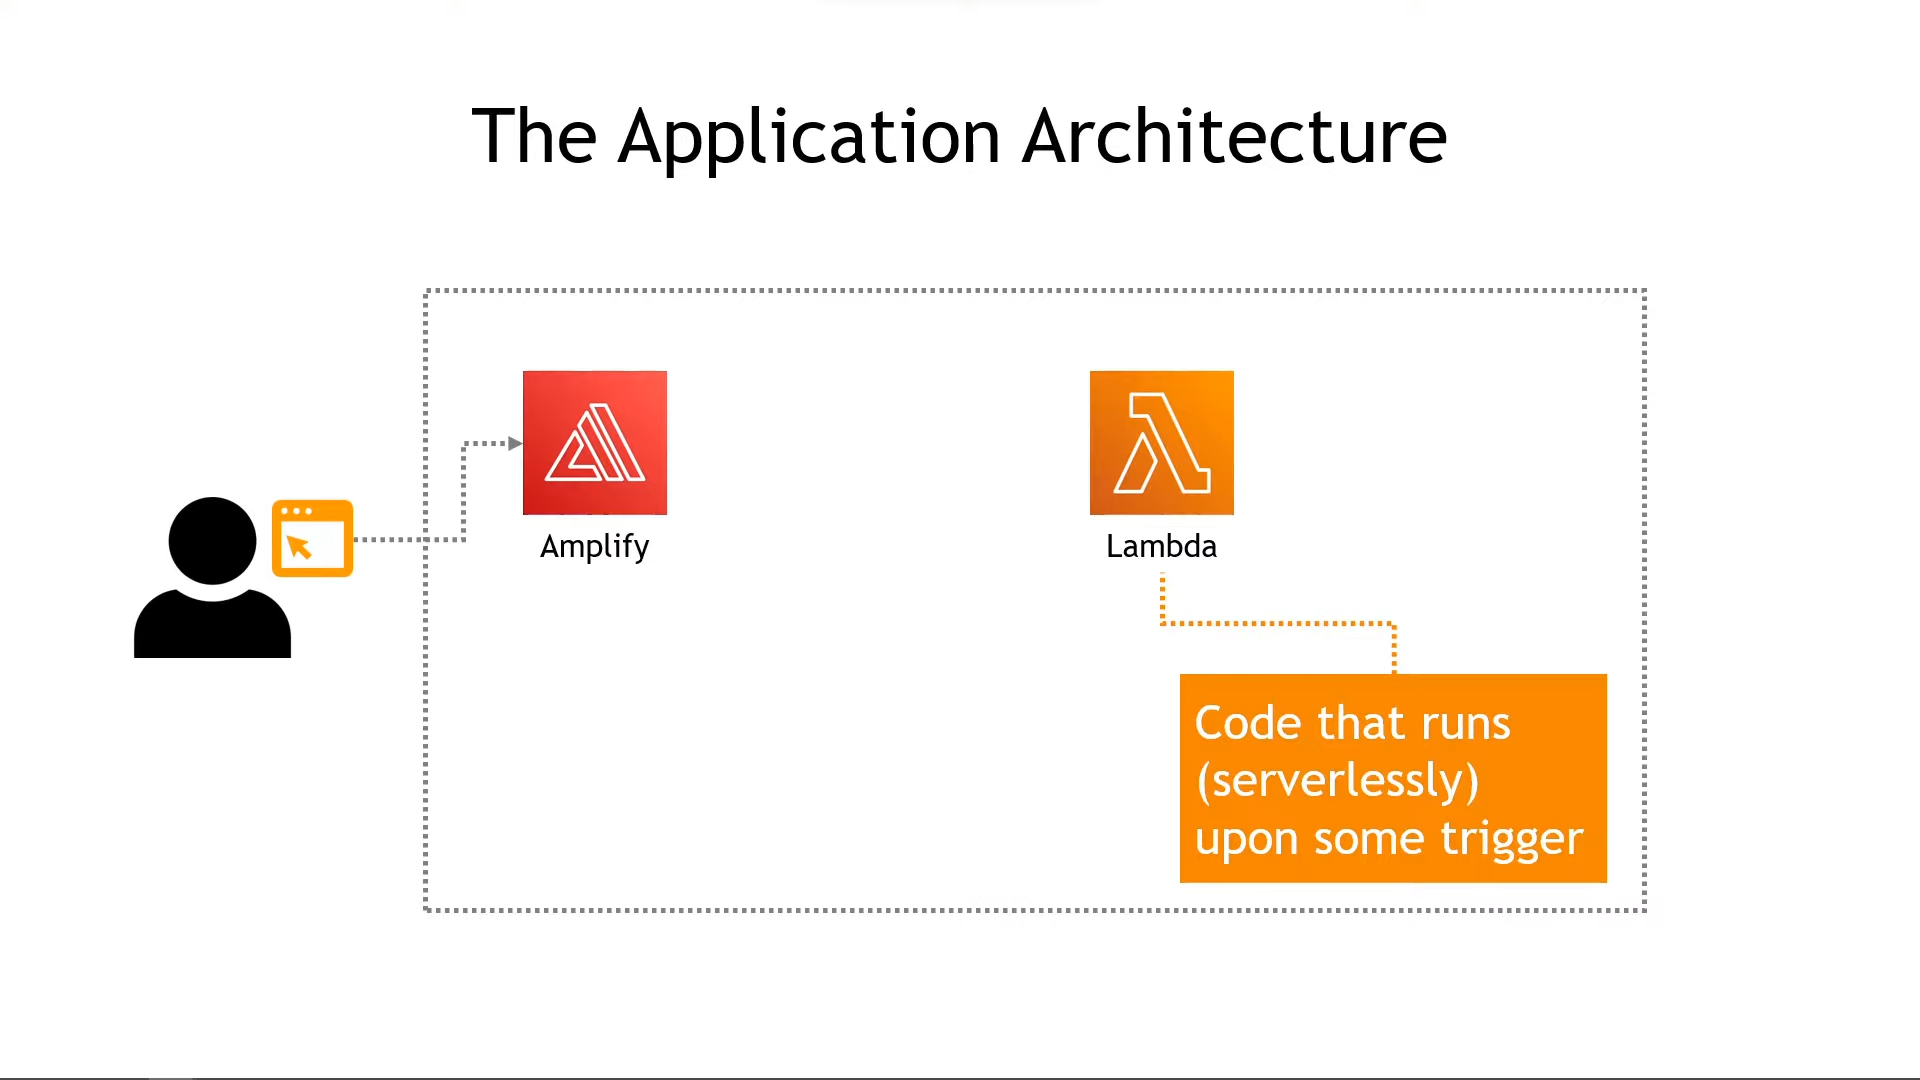 The Application Architecture
Amplify
Lambda
Code that runs
(serverlessly)
upon some trigger